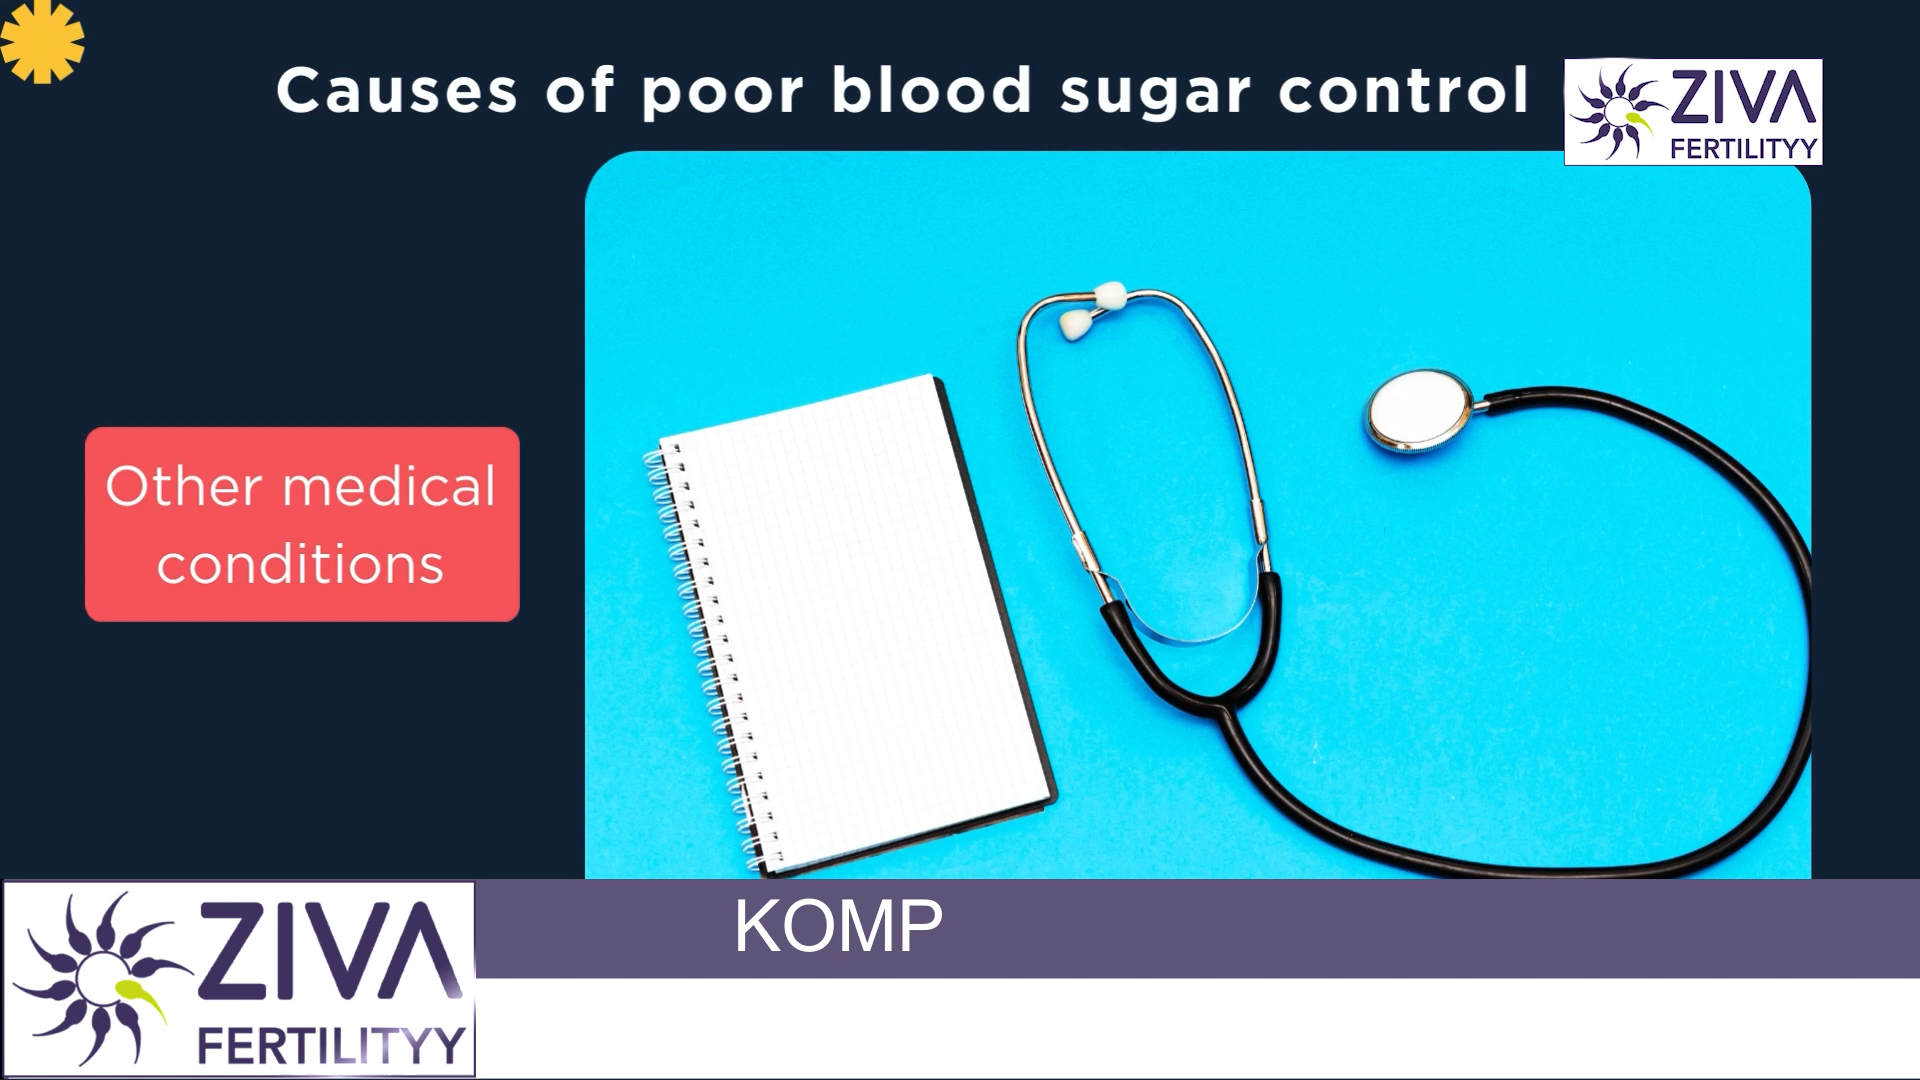 Causes of poor blood sugar control
ZIVA
FERTILITYY
Other medical
conditions
KOMP
ZIVA
FERTILITYY